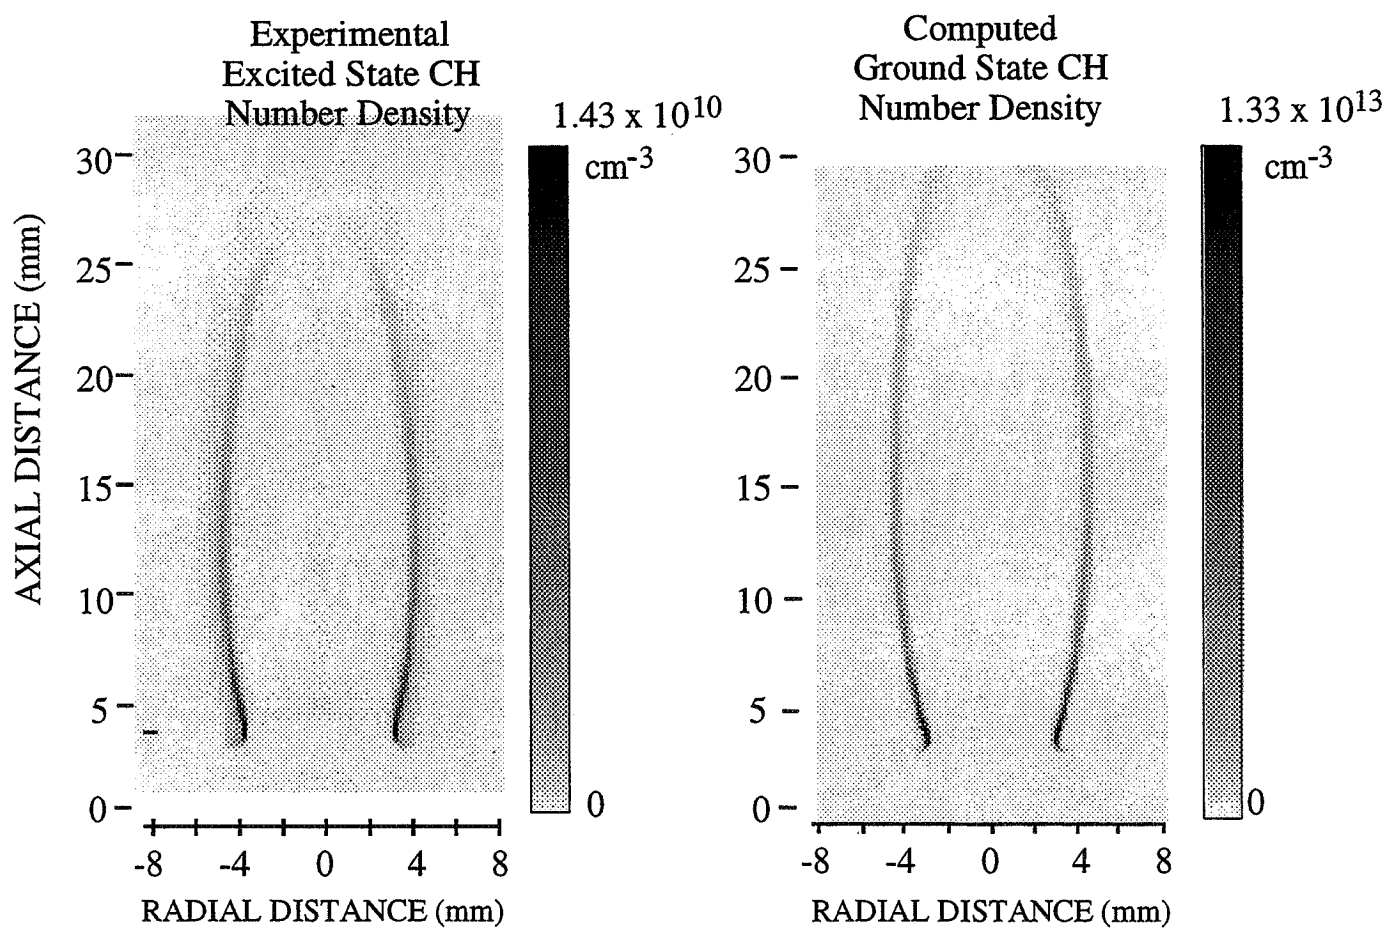 Experimental
Excited State CH
Number Density
1.43 x 10^10
cm^-3
0
30
25
20
15
10
5
0
AXIAL DISTANCE (mm)
-8 -4 0 4 8
RADIAL DISTANCE (mm)
Computed
Ground State CH
Number Density
1.33 x 10^13
cm^-3
0
30
25
20
15
10
5
0
-8 -4 0 4 8
RADIAL DISTANCE (mm)